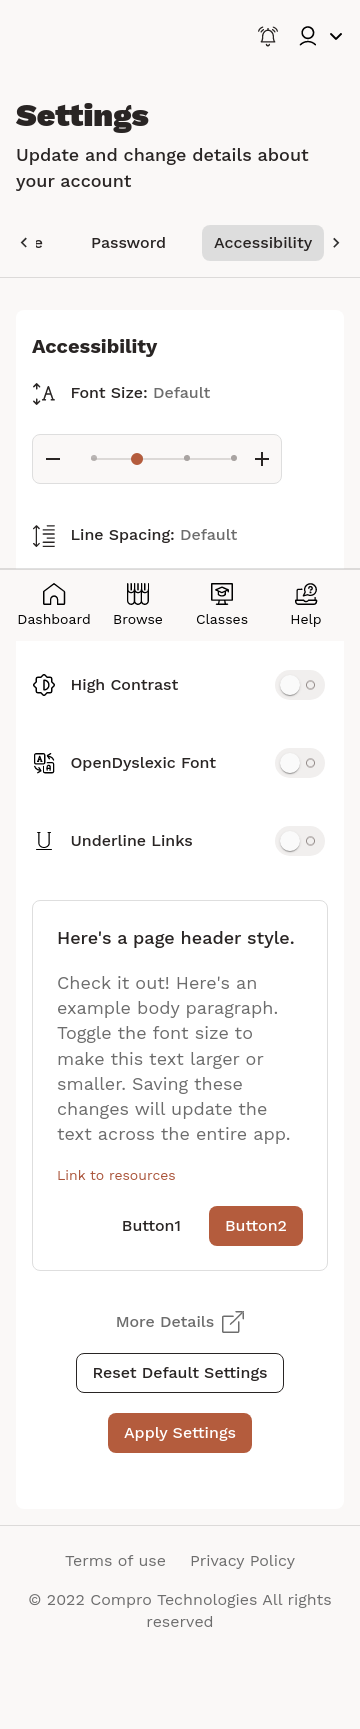 Settings
Update and change details about
your account
e
Password
Accessibility
Accessibility
Font Size: Default
Line Spacing: Default
Dashboard
Browse
Classes
Help
High Contrast
OpenDyslexic Font
Underline Links
Here's a page header style.
Check it out! Here's an
example body paragraph.
Toggle the font size to
make this text larger or
smaller. Saving these
changes will update the
text across the entire app.
Link to resources
Button1
Button2
More Details
Reset Default Settings
Apply Settings
Terms of use
Privacy Policy
© 2022 Compro Technologies All rights
reserved